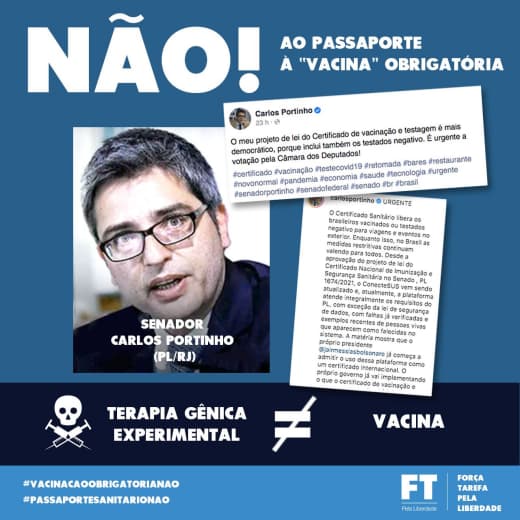 NÃO!
AO PASSAPORTE
À "VACINA" OBRIGATÓRIA
Carlos Portinho
23 h
O meu projeto de lei do Certificado de vacinação e testagem é mais
democrático, porque inclui também os testados negativo. É urgente a
votação pela Câmara dos Deputados!
#certificado #vacinação #testecovid19 #retomada #bares #restaurante
#novonormal #pandemia #economia #saude #tecnologia #urgente
#senadorportinho #senadofederal #senado #br #brasil
carlosportinho URGENTE
O Certificado Sanitário libera os
brasileiros vacinados ou testados
negativo para viagens e eventos no
exterior. Enquanto isso, no Brasil as
medidas restritivas continuam
valendo para todos. Desde a
aprovação do projeto de lei do
Certificado Nacional de Imunização e
Segurança Sanitária no Senado , PL
1674/2021, o ConecteSUS vem sendo
atualizado e, atualmente, a plataforma
atende integralmente os requisitos do
PL, com exceção da lei de segurança
de dados, com falhas já verificadas e
exemplos recentes de pessoas vivas
que aparecem como falecidas no
sistema. A matéria mostra que o
próprio presidente
@jairmessiasbolsonaro já começa a
admitir o uso dessa plataforma como
um certificado internacional. O
próprio governo já vai implementando
o que o certificado de vacinação e
SENADOR
CARLOS PORTINHO
(PL/RJ)
TERAPIA GÊNICA
EXPERIMENTAL
≠
VACINA
#VACINACAOOBRIGATORIANAO
#PASSAPORTESANITARIONAO
FT
Pela Liberdade
FORÇA
TAREFA
PELA
LIBERDADE